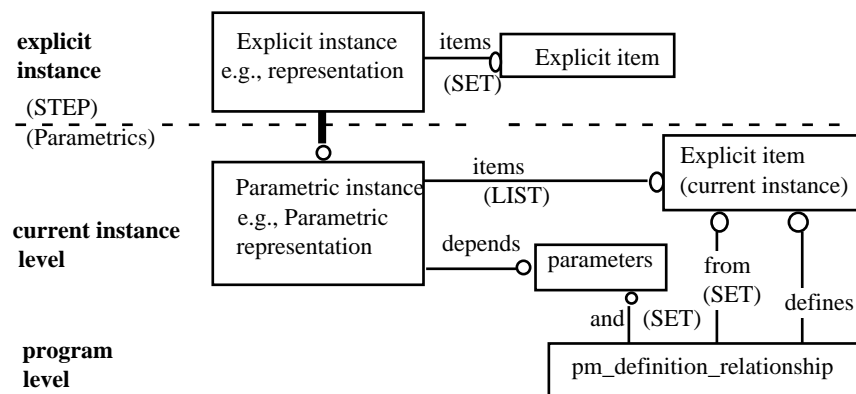 explicit
instance
Explicit instance
e.g., representation
items
(SET)
Explicit item
(STEP)
(Parametrics)
Parametric instance
e.g., Parametric
representation
items
(LIST)
Explicit item
(current instance)
current instance
level
depends
parameters
from
(SET)
defines
and
(SET)
program
level
pm_definition_relationship